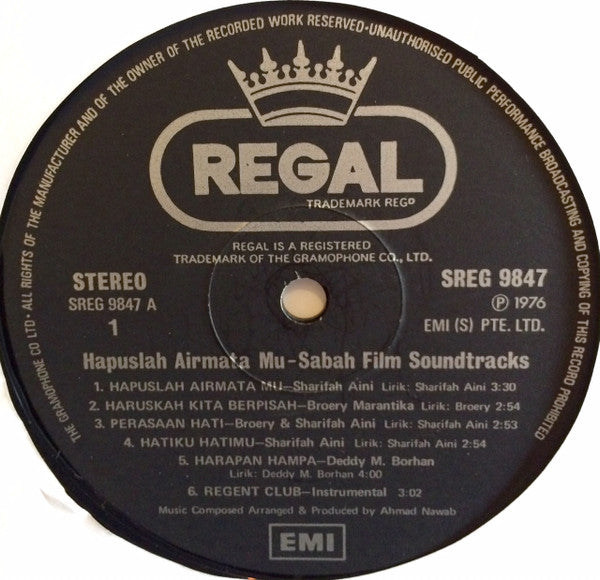 THE GRAMOPHONE CO LTD · ALL RIGHTS OF THE MANUFACTURER AND OF THE OWNER OF THE RECORDED WORK RESERVED · UNAUTHORISED PUBLIC PERFORMANCE BROADCASTING AND COPYING OF THIS RECORD PROHIBITED
REGAL
TRADEMARK REGD
REGAL IS A REGISTERED
TRADEMARK OF THE GRAMOPHONE CO., LTD.
STEREO
SREG 9847 A
1
SREG 9847
Ⓟ 1976
EMI (S) PTE. LTD.
Hapuslah Airmata Mu-Sabah Film Soundtracks
1. HAPUSLAH AIRMATA MU—Sharifah Aini Lirik: Sharifah Aini 3:30
2. HARUSKAH KITA BERPISAH—Broery Marantika Lirik: Broery 2:54
3. PERASAAN HATI—Broery & Sharifah Aini Lirik: Sharifah Aini 2:53
4. HATIKU HATIMU—Sharifah Aini Lirik: Sharifah Aini 2:54
5. HARAPAN HAMPA—Deddy M. Borhan
Lirik: Deddy M. Borhan 4:00
6. REGENT CLUB—Instrumental 3:02
Music Composed Arranged & Produced by Ahmad Nawab
EMI